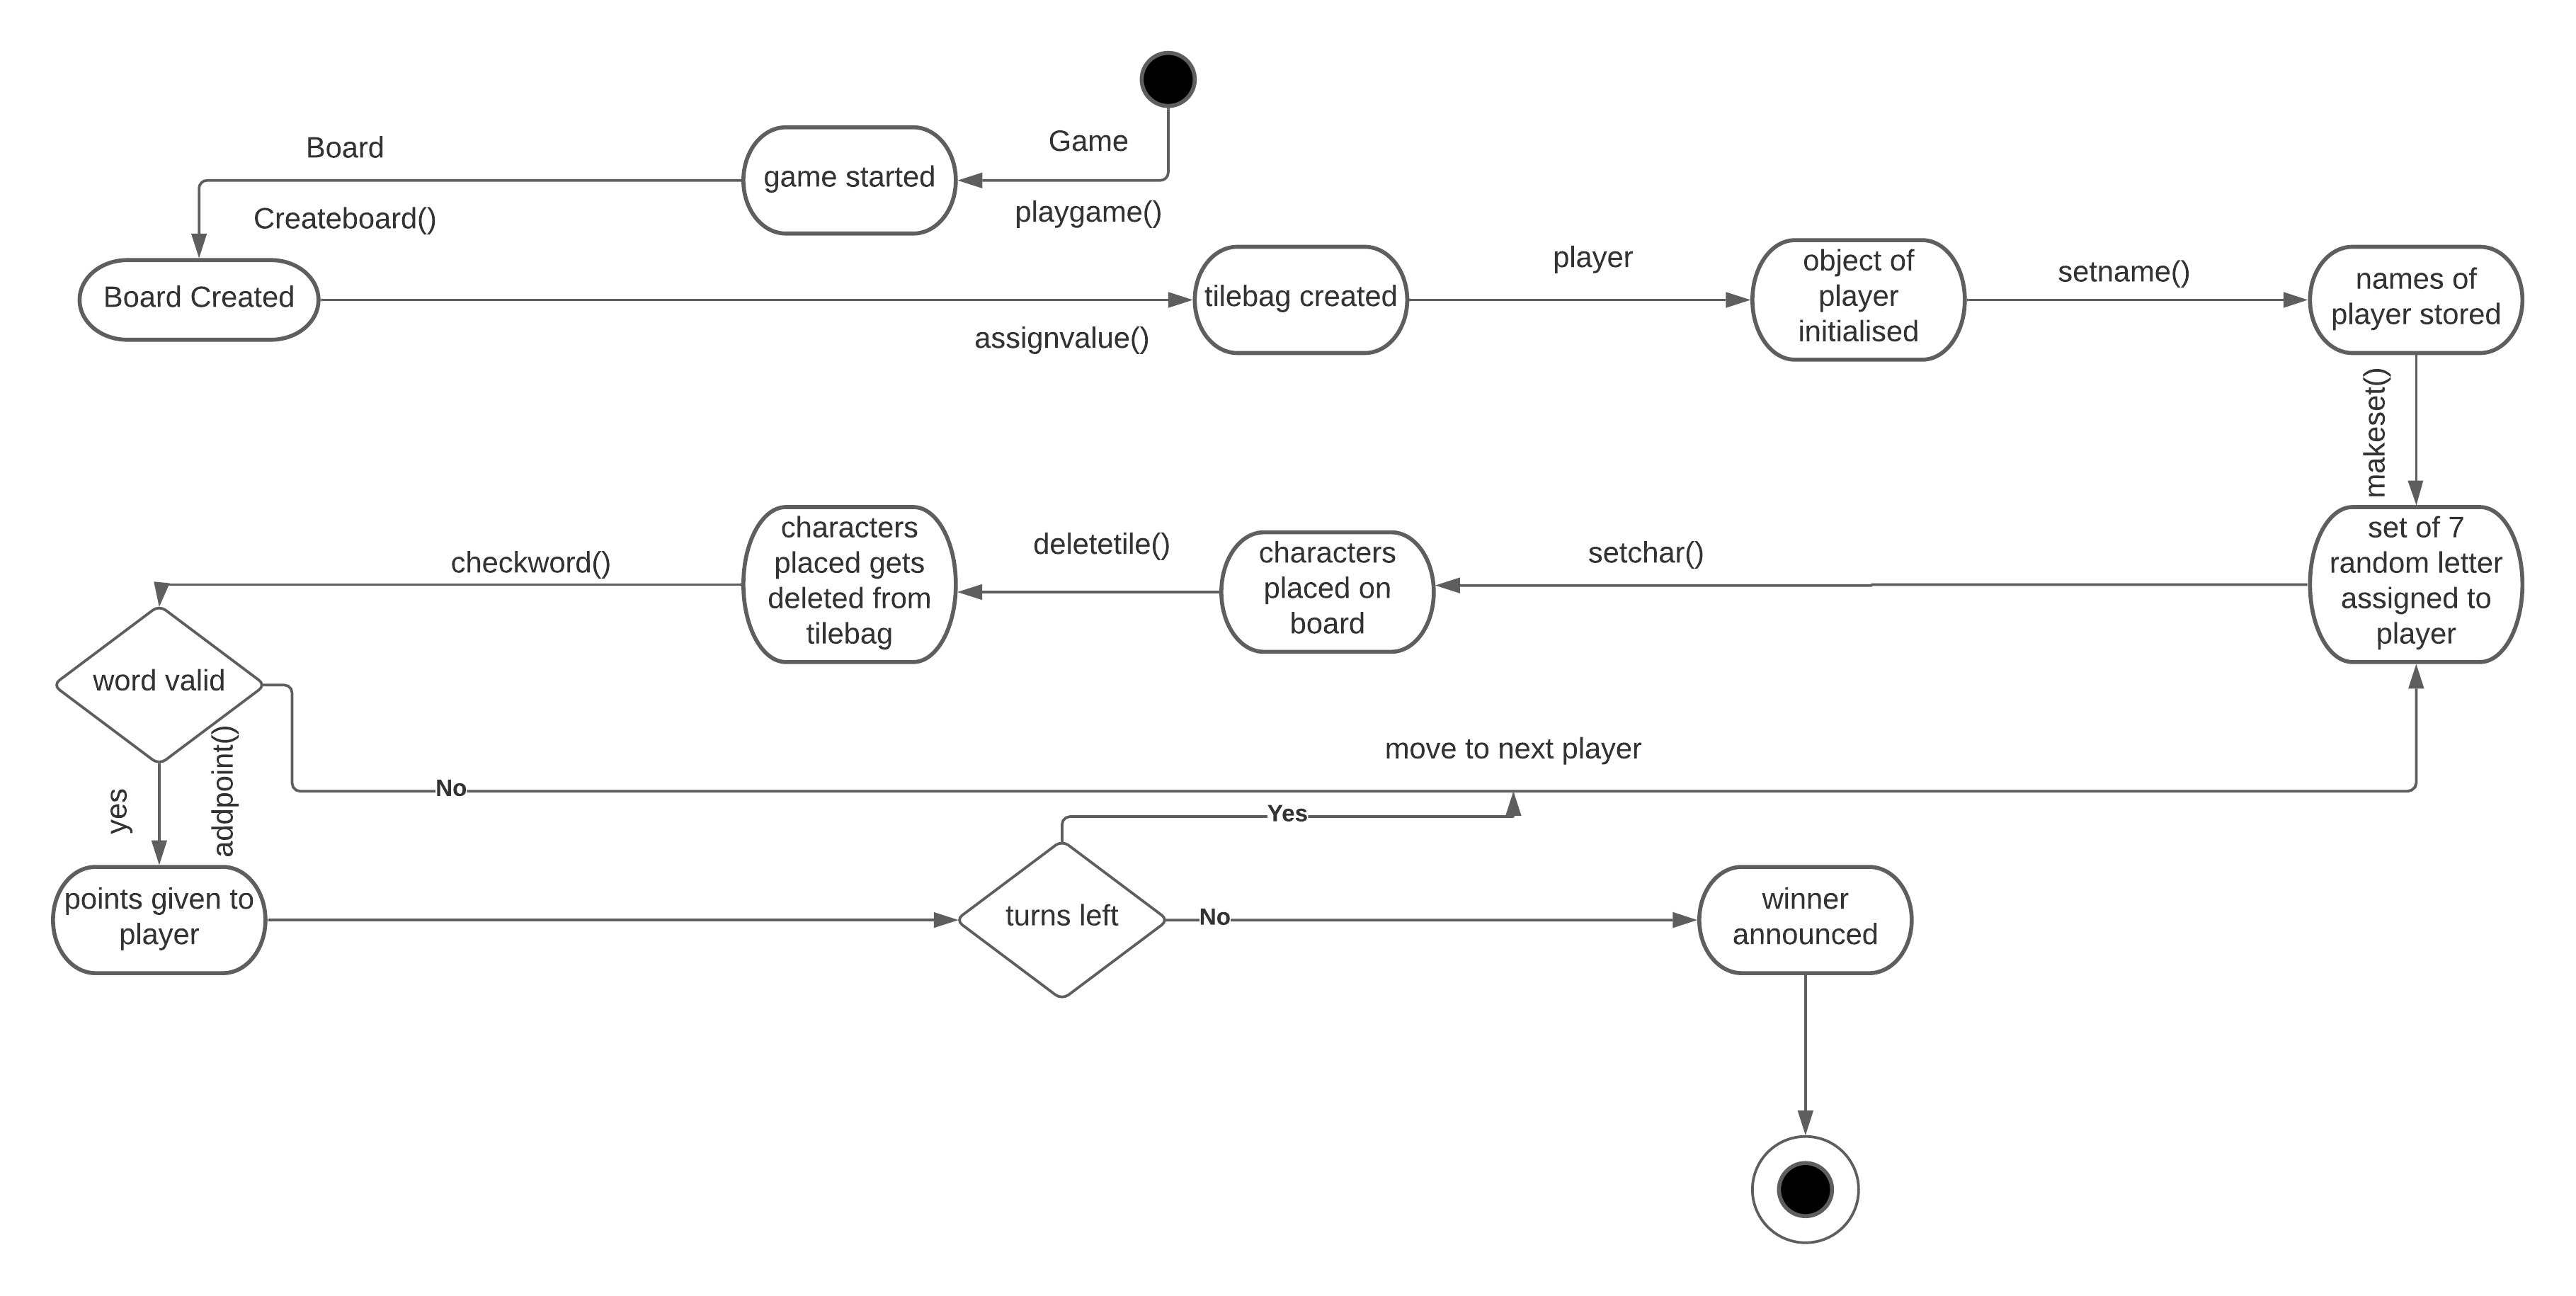 Game
playgame()
game started
Board
Createboard()
Board Created
assignvalue()
tilebag created
player
object of
player
initialised
setname()
names of
player stored
makeset()
set of 7
random letter
assigned to
player
setchar()
characters
placed on
board
deletetile()
characters
placed gets
deleted from
tilebag
checkword()
word valid
yes
addpoint()
No
move to next player
points given to
player
turns left
Yes
No
winner
announced